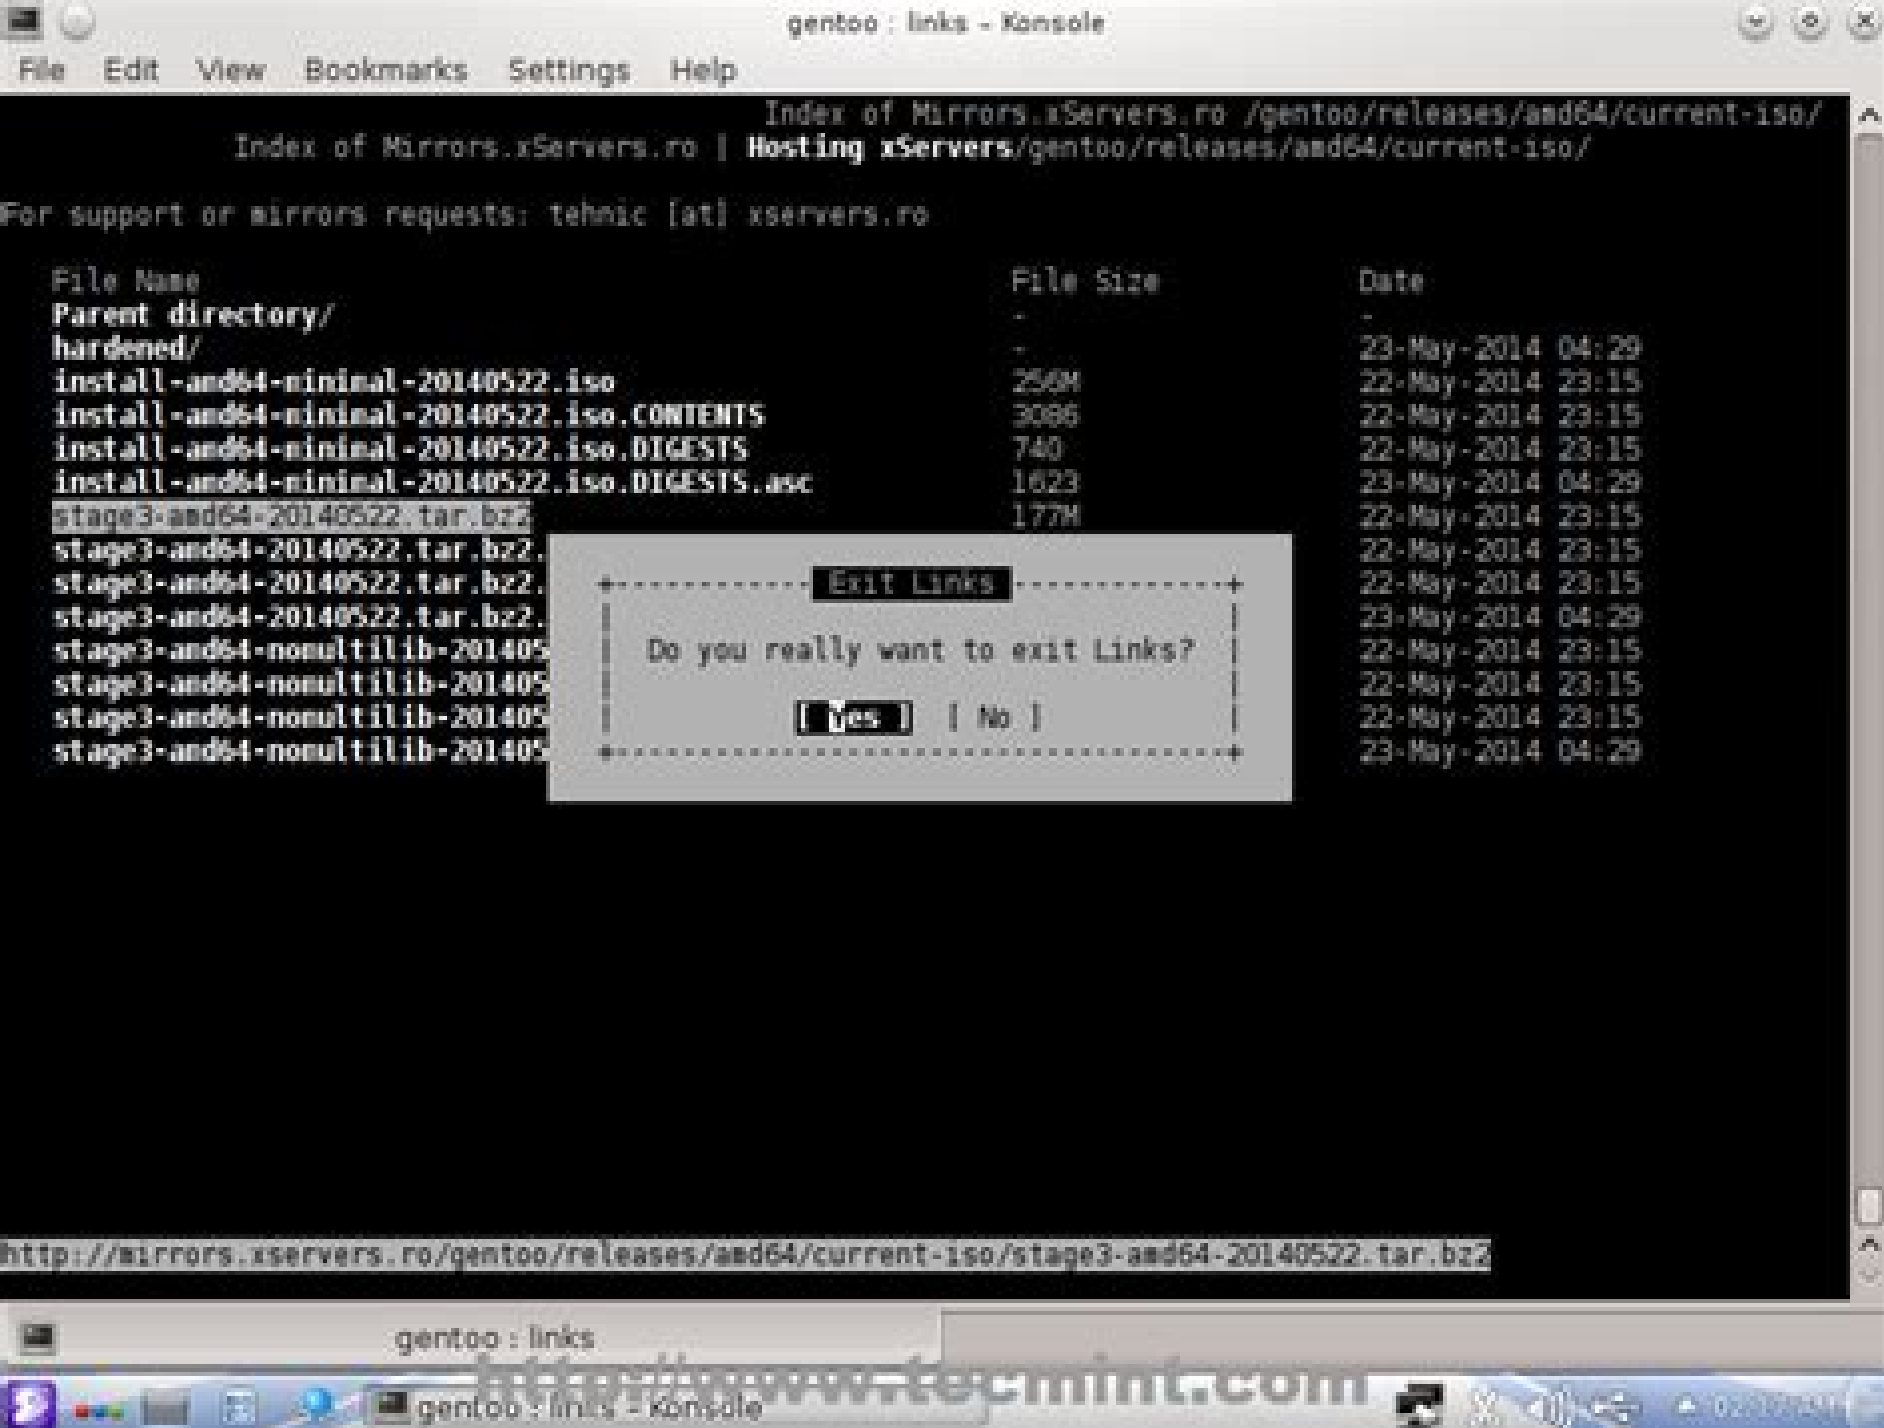 gentoo : links - Konsole
File Edit View Bookmarks Settings Help
Index of Mirrors.xServers.ro /gentoo/releases/amd64/current-iso/
Index of Mirrors.xServers.ro | Hosting xServers/gentoo/releases/amd64/current-iso/
For support or mirrors requests: tehnic [at] xservers.ro
File Name File Size Date
Parent directory/ - -
hardened/ - 23-May-2014 04:29
install-amd64-minimal-20140522.iso 256M 22-May-2014 23:15
install-amd64-minimal-20140522.iso.CONTENTS 3086 22-May-2014 23:15
install-amd64-minimal-20140522.iso.DIGESTS 740 22-May-2014 23:15
install-amd64-minimal-20140522.iso.DIGESTS.asc 1623 23-May-2014 04:29
stage3-amd64-20140522.tar.bz2 177M 22-May-2014 23:15
stage3-amd64-20140522.tar.bz2. 22-May-2014 23:15
stage3-amd64-20140522.tar.bz2. 22-May-2014 23:15
stage3-amd64-20140522.tar.bz2. 23-May-2014 04:29
stage3-amd64-nomultilib-201405 22-May-2014 23:15
stage3-amd64-nomultilib-201405 22-May-2014 23:15
stage3-amd64-nomultilib-201405 22-May-2014 23:15
stage3-amd64-nomultilib-201405 23-May-2014 04:29
Exit Links
Do you really want to exit Links?
[ Yes ] [ No ]
http://mirrors.xservers.ro/gentoo/releases/amd64/current-iso/stage3-amd64-20140522.tar.bz2
gentoo : links
http://www.tecmint.com
gentoo : links - Konsole